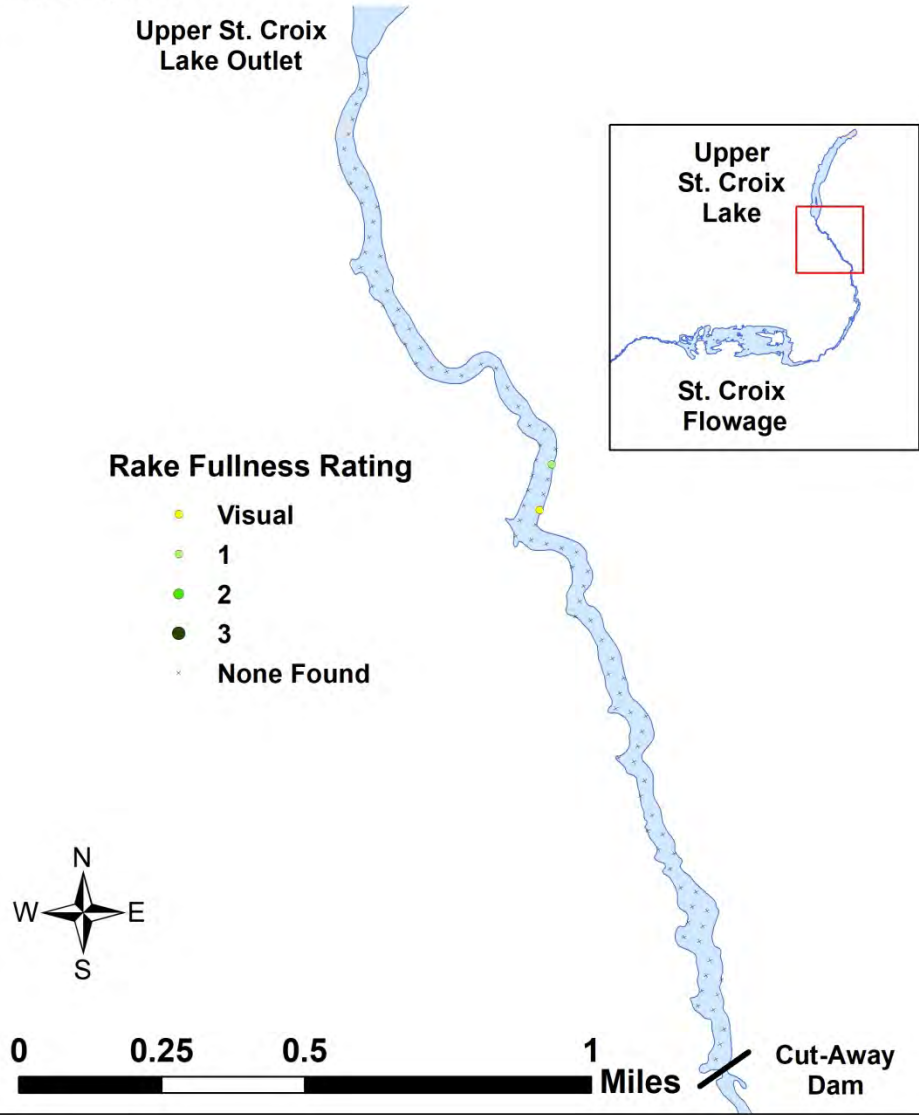 Upper St. Croix
Lake Outlet
Upper
St. Croix
Lake
St. Croix
Flowage
Rake Fullness Rating
Visual
1
2
3
None Found
N
W E
S
0 0.25 0.5 1
Miles
Cut-Away
Dam